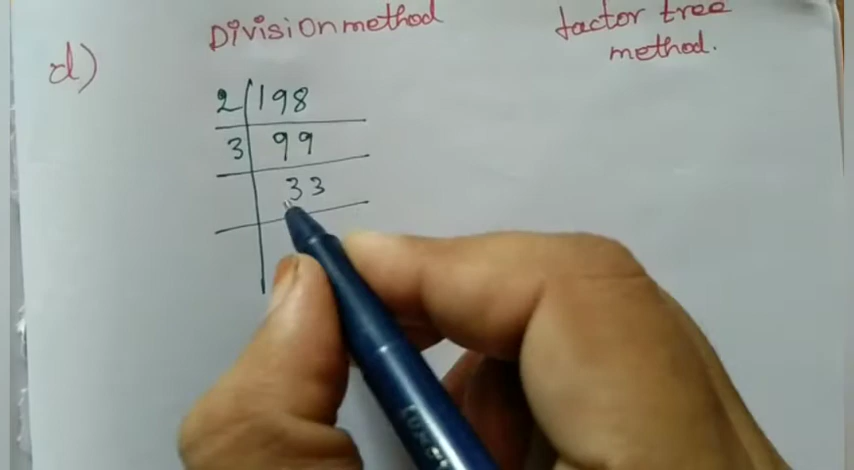 Division method
factor tree
method.
d)
2 198
3 99
33